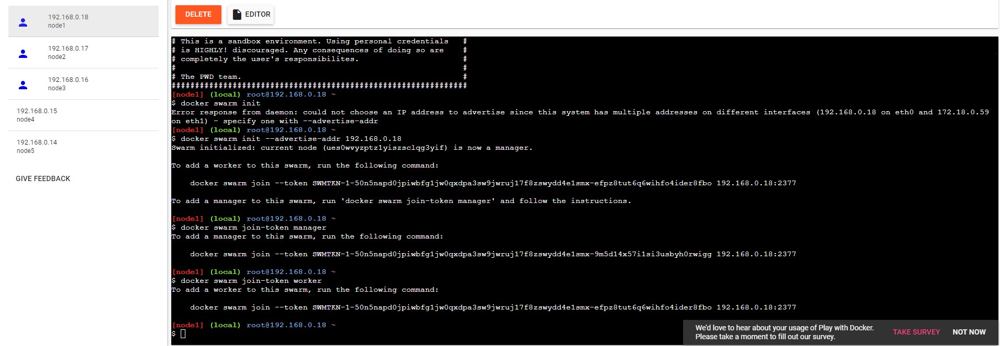 192.168.0.18
node1
192.168.0.17
node2
192.168.0.16
node3
192.168.0.15
node4
192.168.0.14
node5
GIVE FEEDBACK
DELETE
EDITOR
# This is a sandbox environment. Using personal credentials #
# is HIGHLY! discouraged. Any consequences of doing so are #
# completely the user's responsibilites. #
# #
# The PWD team. #
###############################################################
[node1] (local) root@192.168.0.18 ~
$ docker swarm init
Error response from daemon: could not choose an IP address to advertise since this system has multiple addresses on different interfaces (192.168.0.18 on eth0 and 172.18.0.59
on eth1) - specify one with --advertise-addr
[node1] (local) root@192.168.0.18 ~
$ docker swarm init --advertise-addr 192.168.0.18
Swarm initialized: current node (ues0wvyzptz1yiszsclqg3yif) is now a manager.
To add a worker to this swarm, run the following command:
docker swarm join --token SWMTKN-1-50n5napd0jpiwbfg1jw0qxdpa3sw9jwruj17f8zswydd4e1smx-efpz8tut6q6wihfo4ider8fbo 192.168.0.18:2377
To add a manager to this swarm, run 'docker swarm join-token manager' and follow the instructions.
[node1] (local) root@192.168.0.18 ~
$ docker swarm join-token manager
To add a manager to this swarm, run the following command:
docker swarm join --token SWMTKN-1-50n5napd0jpiwbfg1jw0qxdpa3sw9jwruj17f8zswydd4e1smx-9m5d14x57i1si3usbyh0rwigg 192.168.0.18:2377
[node1] (local) root@192.168.0.18 ~
$ docker swarm join-token worker
To add a worker to this swarm, run the following command:
docker swarm join --token SWMTKN-1-50n5napd0jpiwbfg1jw0qxdpa3sw9jwruj17f8zswydd4e1smx-efpz8tut6q6wihfo4ider8fbo 192.168.0.18:2377
[node1] (local) root@192.168.0.18 ~
$
We'd love to hear about your usage of Play with Docker.
Please take a moment to fill out our survey.
TAKE SURVEY
NOT NOW